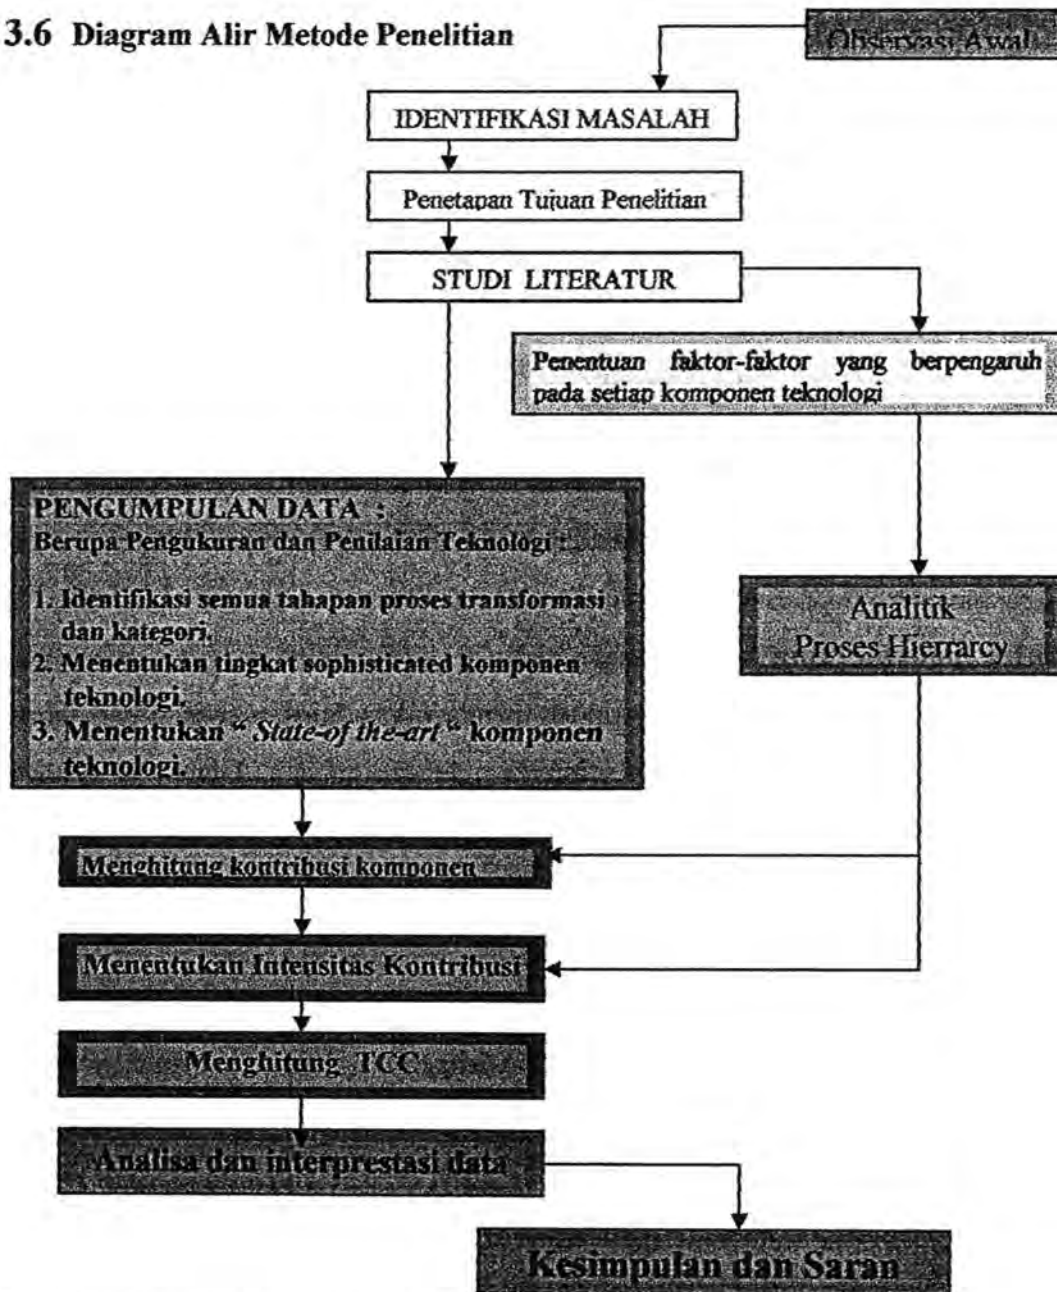 3.6 Diagram Alir Metode Penelitian
Observasi Awal
IDENTIFIKASI MASALAH
Penetapan Tujuan Penelitian
STUDI LITERATUR
Penentuan faktor-faktor yang berpengaruh
pada setiap komponen teknologi
PENGUMPULAN DATA :
Berupa Pengukuran dan Penilaian Teknologi :
1. Identifikasi semua tahapan proses transformasi
dan kategori.
2. Menentukan tingkat sophisticated komponen
teknologi.
3. Menentukan “ State-of the-art “ komponen
teknologi.
Analitik
Proses Hierrarcy
Menghitung kontribusi komponen
Menentukan Intensitas Kontribusi
Menghitung TCC
Analisa dan interprestasi data
Kesimpulan dan Saran